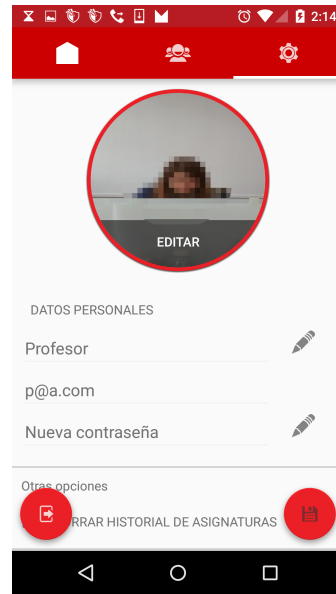 2:14
EDITAR
DATOS PERSONALES
Profesor
p@a.com
Nueva contraseña
Otras opciones
RRAR HISTORIAL DE ASIGNATURAS